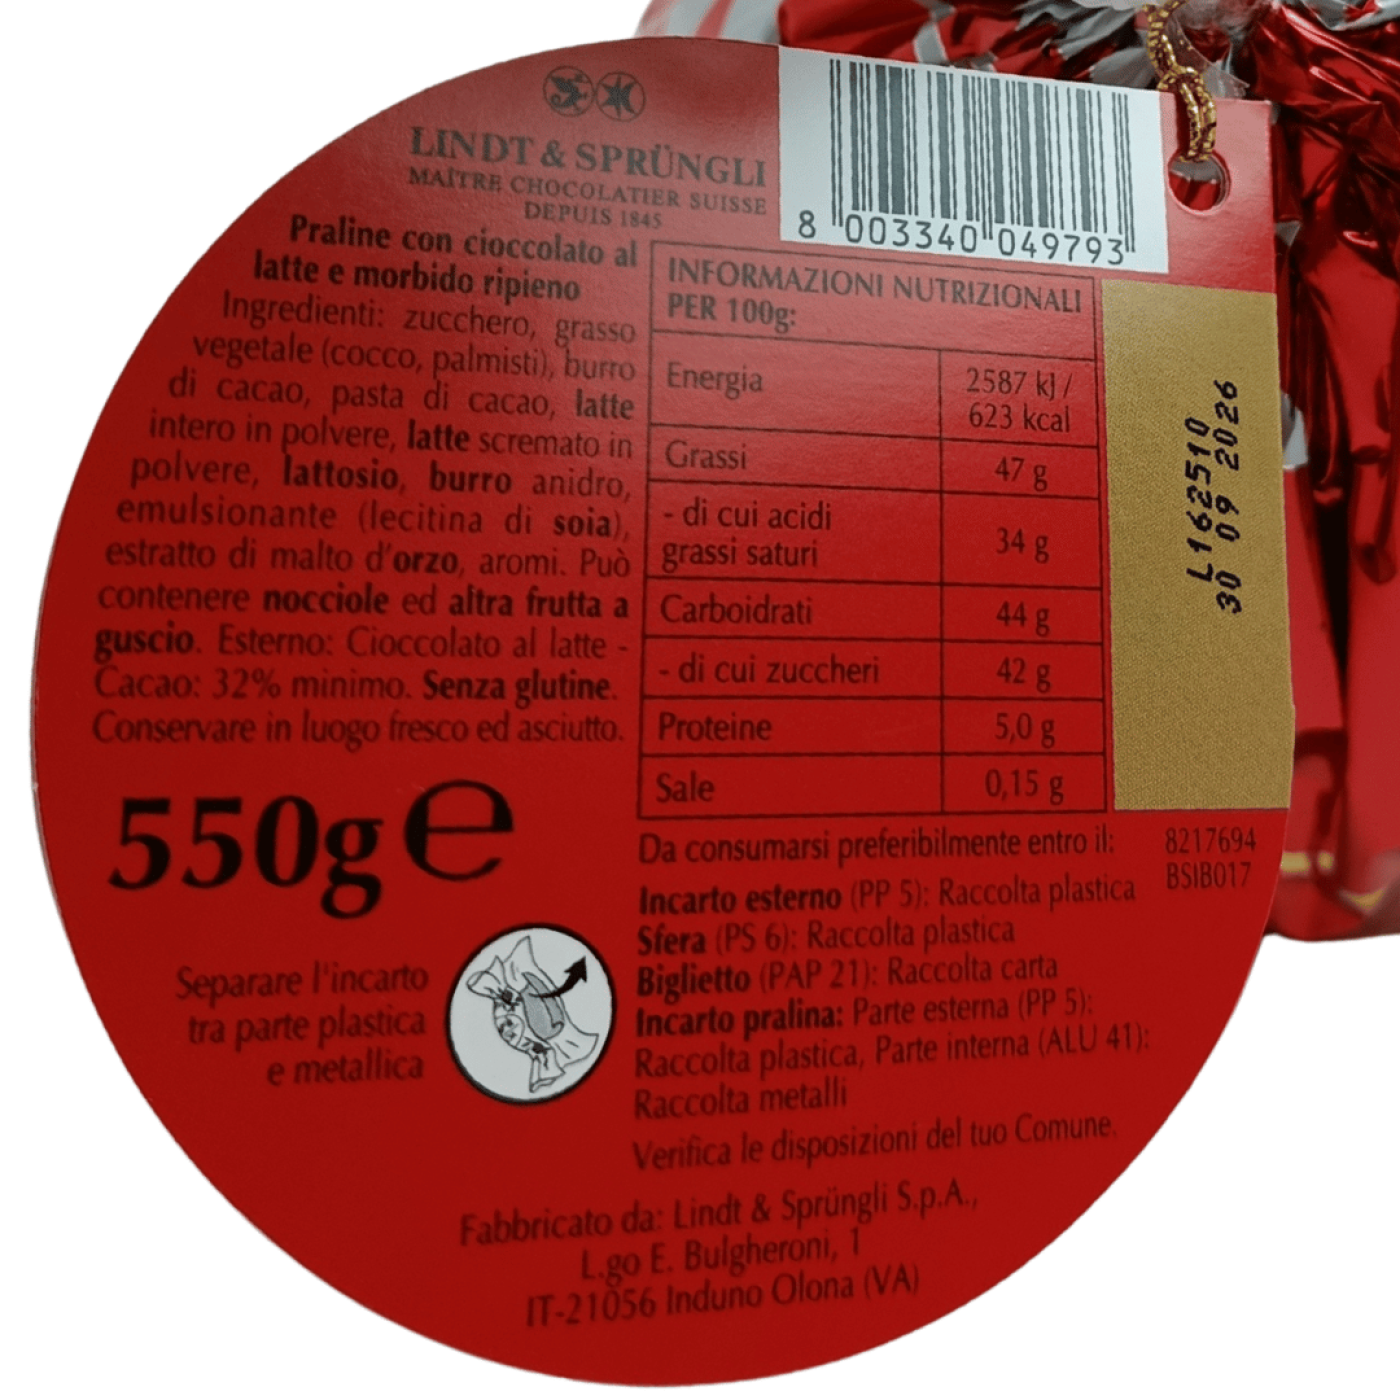 LINDT & SPRÜNGLI
MAÎTRE CHOCOLATIER SUISSE
DEPUIS 1845
8 003340 049793
Praline con cioccolato al
latte e morbido ripieno
Ingredienti: zucchero, grasso
vegetale (cocco, palmisti), burro
di cacao, pasta di cacao, latte
intero in polvere, latte scremato in
polvere, lattosio, burro anidro,
emulsionante (lecitina di soia),
estratto di malto d'orzo, aromi. Può
contenere nocciole ed altra frutta a
guscio. Esterno: Cioccolato al latte -
Cacao: 32% minimo. Senza glutine.
Conservare in luogo fresco ed asciutto.
550g e
Separare l'incarto
tra parte plastica
e metallica
INFORMAZIONI NUTRIZIONALI
PER 100g:
Energia 2587 kJ /
623 kcal
Grassi 47 g
- di cui acidi
grassi saturi 34 g
Carboidrati 44 g
- di cui zuccheri 42 g
Proteine 5,0 g
Sale 0,15 g
L162510
30 09 2026
Da consumarsi preferibilmente entro il:
8217694
BSIB017
Incarto esterno (PP 5): Raccolta plastica
Sfera (PS 6): Raccolta plastica
Biglietto (PAP 21): Raccolta carta
Incarto pralina: Parte esterna (PP 5):
Raccolta plastica, Parte interna (ALU 41):
Raccolta metalli
Verifica le disposizioni del tuo Comune.
Fabbricato da: Lindt & Sprüngli S.p.A.,
L.go E. Bulgheroni, 1
IT-21056 Induno Olona (VA)